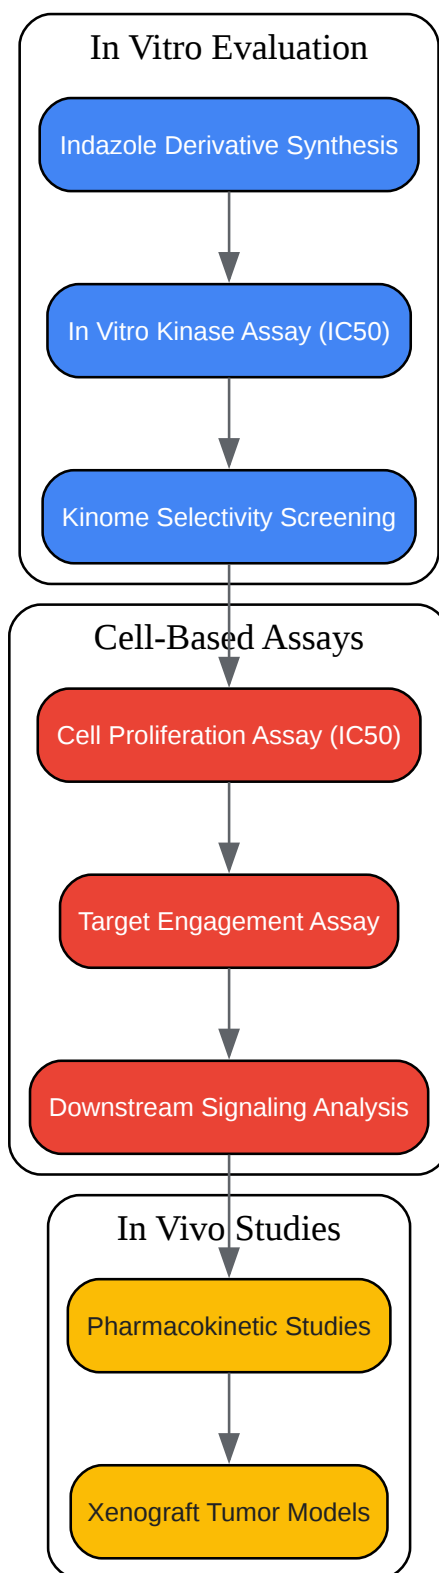 In Vitro Evaluation
Indazole Derivative Synthesis
In Vitro Kinase Assay (IC50)
Kinome Selectivity Screening
Cell-Based Assays
Cell Proliferation Assay (IC50)
Target Engagement Assay
Downstream Signaling Analysis
In Vivo Studies
Pharmacokinetic Studies
Xenograft Tumor Models